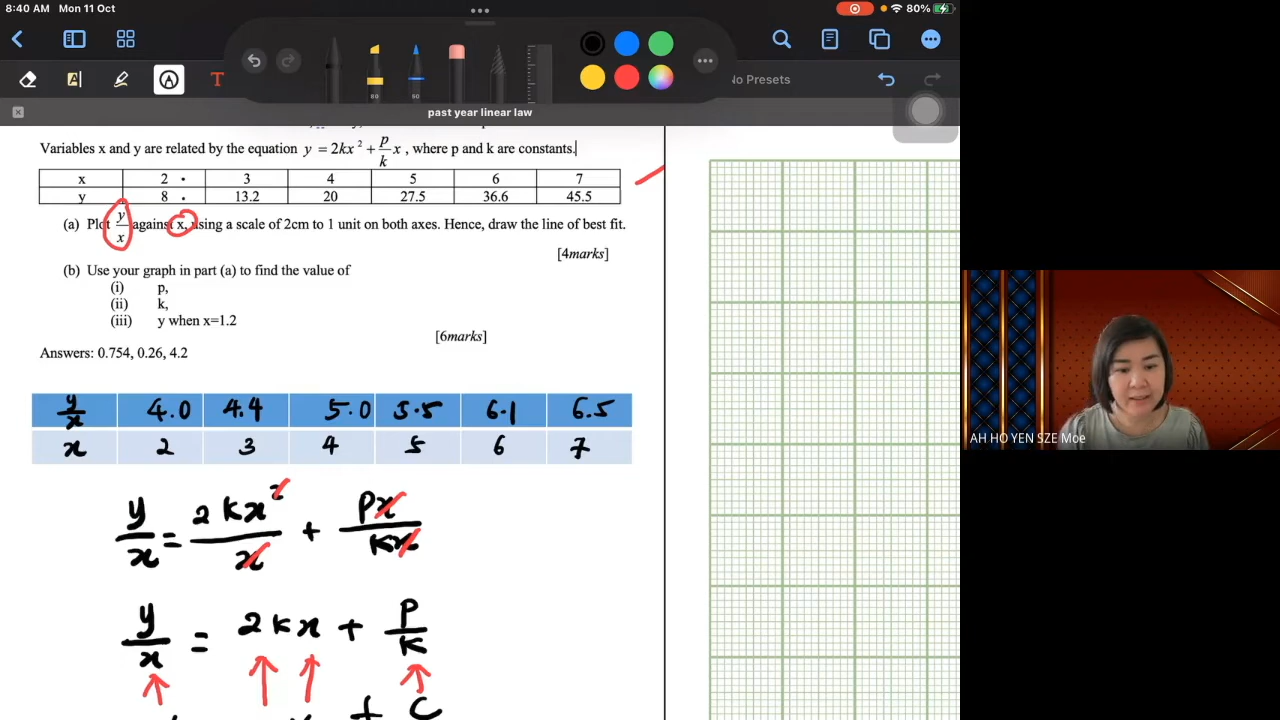 8:40 AM Mon 11 Oct
80%
No Presets
A
A
T
80
50
past year linear law
Variables x and y are related by the equation y = 2kx² + p/k x , where p and k are constants.
x 2 3 4 5 6 7
y 8 13.2 20 27.5 36.6 45.5
(a) Plot y/x against x, using a scale of 2cm to 1 unit on both axes. Hence, draw the line of best fit.
[4marks]
(b) Use your graph in part (a) to find the value of
(i) p,
(ii) k,
(iii) y when x=1.2
[6marks]
Answers: 0.754, 0.26, 4.2
y/x 4.0 4.4 5.0 5.5 6.1 6.5
x 2 3 4 5 6 7
y/x = 2kx²/x + px/kx
y/x = 2kx + p/k
+ C
AH HO YEN SZE Moe